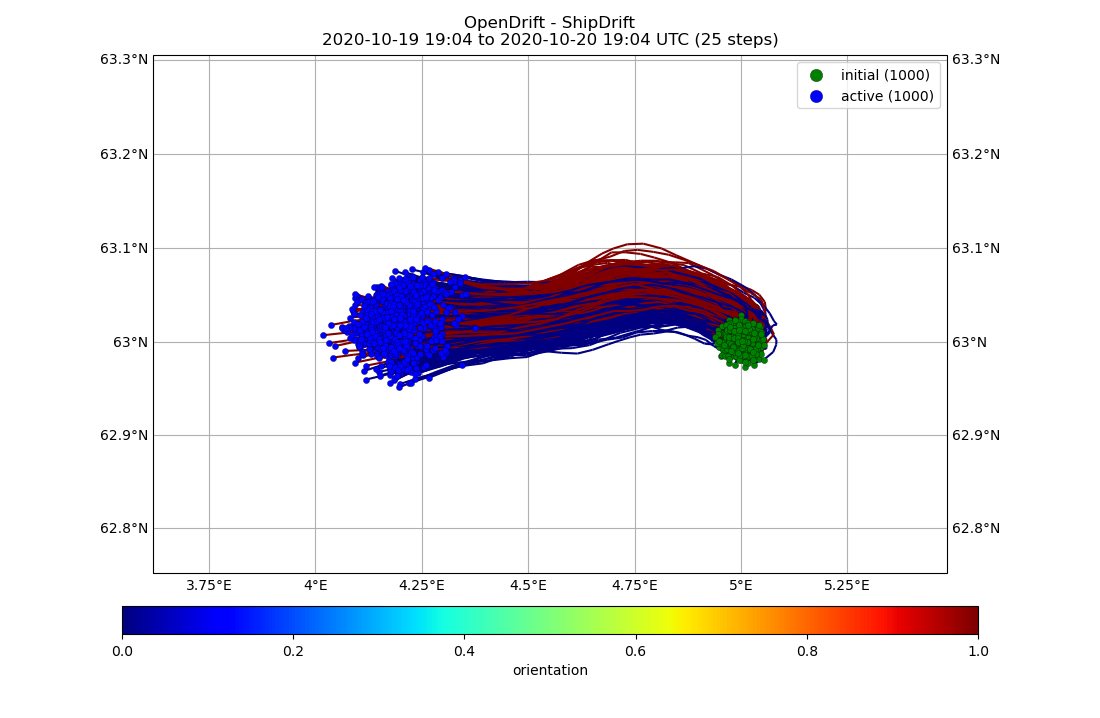 OpenDrift - ShipDrift
2020-10-19 19:04 to 2020-10-20 19:04 UTC (25 steps)
63.3°N 63.3°N
initial (1000)
active (1000)
63.2°N 63.2°N
63.1°N 63.1°N
63°N 63°N
62.9°N 62.9°N
62.8°N 62.8°N
3.75°E 4°E 4.25°E 4.5°E 4.75°E 5°E 5.25°E
0.0 0.2 0.4 0.6 0.8 1.0
orientation